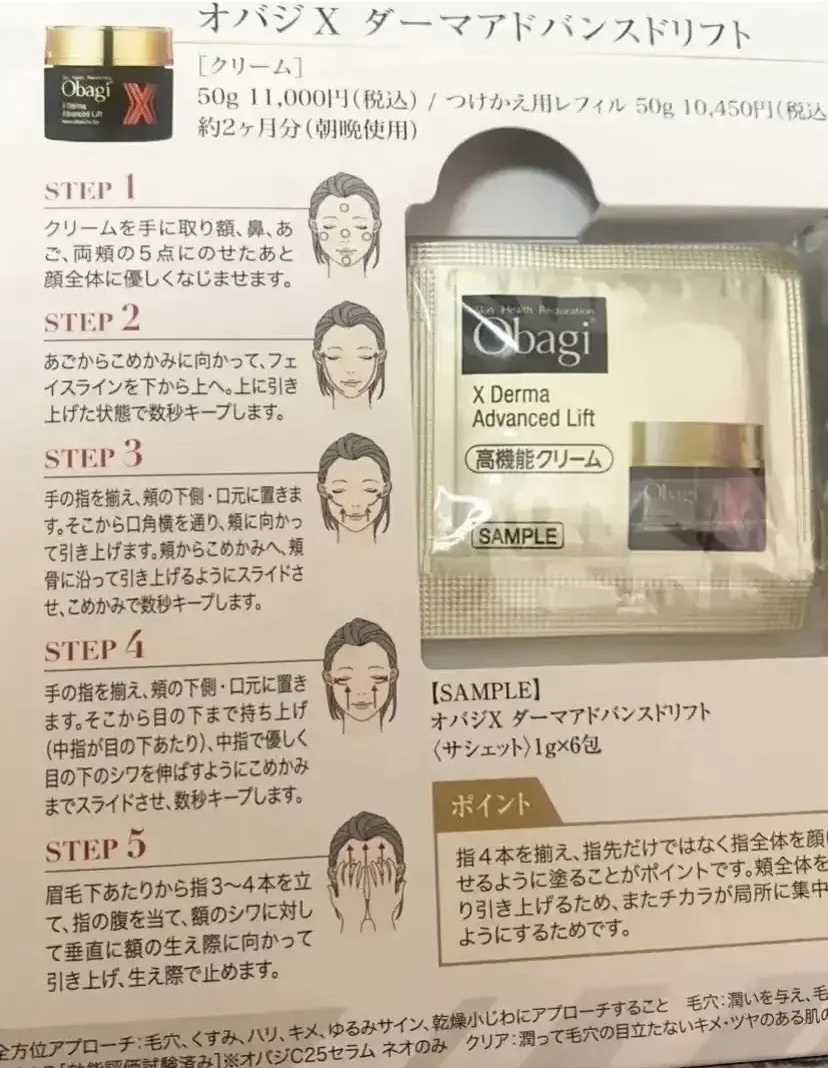 オバジX ダーマアドバンスドリフト
[クリーム]
50g 11,000円(税込) / つけかえ用レフィル 50g 10,450円(税込
約2ヶ月分(朝晩使用)
Obagi
X Derma
Advanced Lift
STEP 1
クリームを手に取り額、鼻、あ
ご、両頬の5点にのせたあと
顔全体に優しくなじませます。
STEP 2
あごからこめかみに向かって、フェ
イスラインを下から上へ。上に引き
上げた状態で数秒キープします。
STEP 3
手の指を揃え、頬の下側・口元に置きま
す。そこから口角横を通り、頬に向かっ
て引き上げます。頬からこめかみへ、頬
骨に沿って引き上げるようにスライドさ
せ、こめかみで数秒キープします。
STEP 4
手の指を揃え、頬の下側・口元に置き
ます。そこから目の下まで持ち上げ
(中指が目の下あたり)、中指で優しく
目の下のシワを伸ばすようにこめかみ
までスライドさせ、数秒キープします。
STEP 5
眉毛下あたりから指3〜4本を立
て、指の腹を当て、額のシワに対し
て垂直に額の生え際に向かって
引き上げ、生え際で止めます。
Skin Health Restoration
Obagi
X Derma
Advanced Lift
高機能クリーム
Obagi
SAMPLE
【SAMPLE】
オバジX ダーマアドバンスドリフト
〈サシェット〉1g×6包
ポイント
指4本を揃え、指先だけではなく指全体を顔に
せるように塗ることがポイントです。頬全体を
り引き上げるため、またチカラが局所に集中
ようにするためです。
全方位アプローチ:毛穴、くすみ、ハリ、キメ、ゆるみサイン、乾燥小じわにアプローチすること 毛穴:潤いを与え、毛
[効能評価試験済み]※オバジC25セラム ネオのみ クリア:潤って毛穴の目立たないキメ・ツヤのある肌の